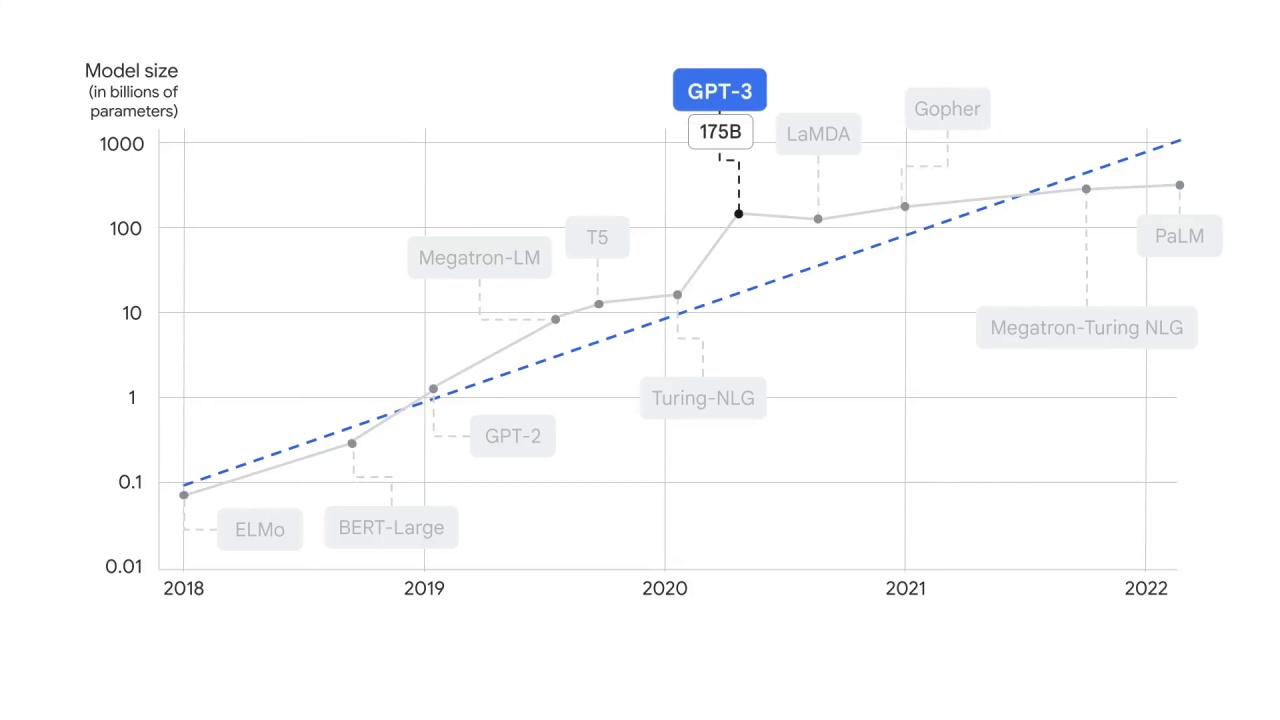 Model size
(in billions of
parameters)
GPT-3
175B
LaMDA
Gopher
1000
100
10
1
0.1
0.01
Megatron-LM
T5
PaLM
Megatron-Turing NLG
Turing-NLG
GPT-2
ELMo
BERT-Large
2018
2019
2020
2021
2022